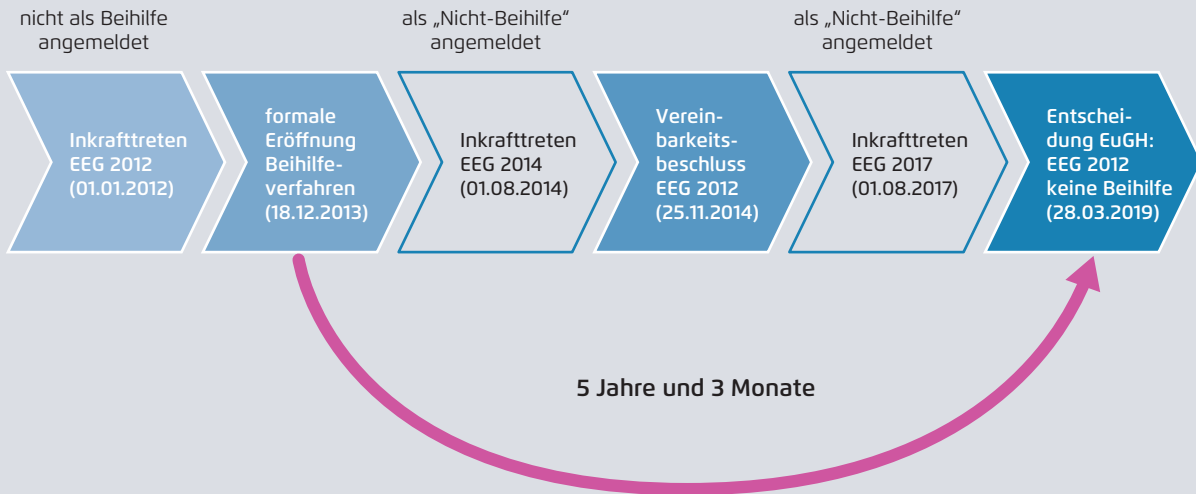 nicht als Beihilfe
angemeldet
als „Nicht-Beihilfe“
angemeldet
als „Nicht-Beihilfe“
angemeldet
Inkrafttreten
EEG 2012
(01.01.2012)
formale
Eröffnung
Beihilfe-
verfahren
(18.12.2013)
Inkrafttreten
EEG 2014
(01.08.2014)
Verein-
barkeits-
beschluss
EEG 2012
(25.11.2014)
Inkrafttreten
EEG 2017
(01.08.2017)
Entschei-
dung EuGH:
EEG 2012
keine Beihilfe
(28.03.2019)
5 Jahre und 3 Monate